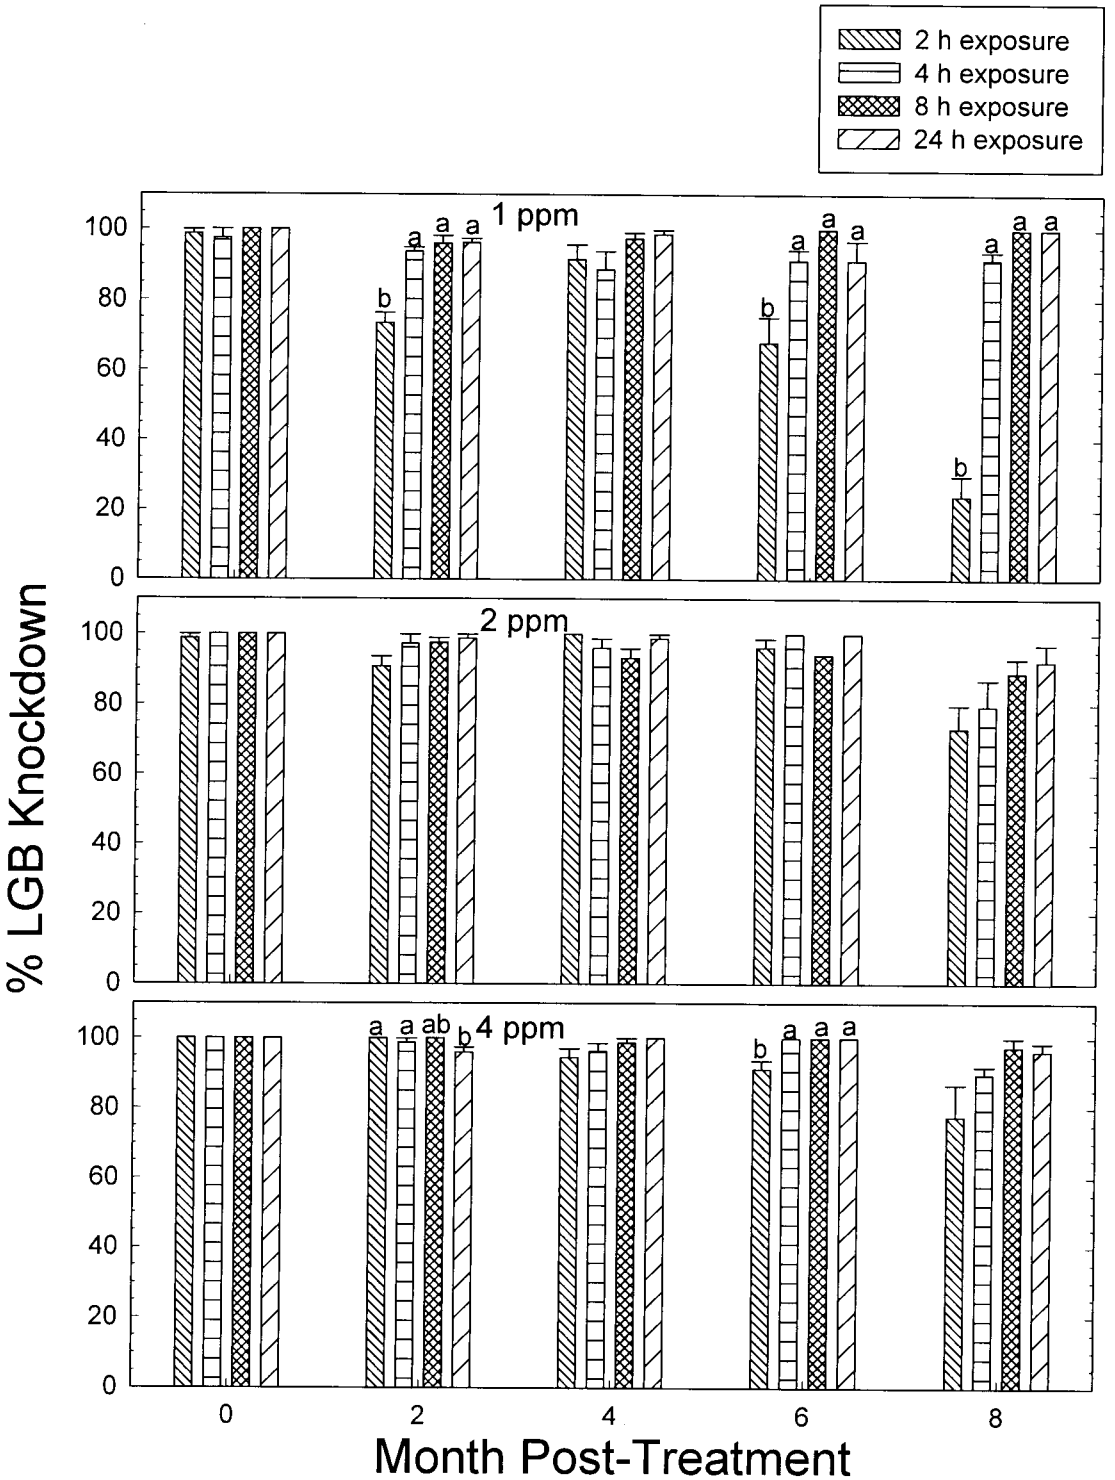 2 h exposure
4 h exposure
8 h exposure
24 h exposure
1 ppm
100
80
60
40
20
0
b a a a
b a a a
b a a a
2 ppm
100
80
60
40
20
0
4 ppm
100
80
60
40
20
0
a a ab b
b a a a
0 2 4 6 8
% LGB Knockdown
Month Post-Treatment